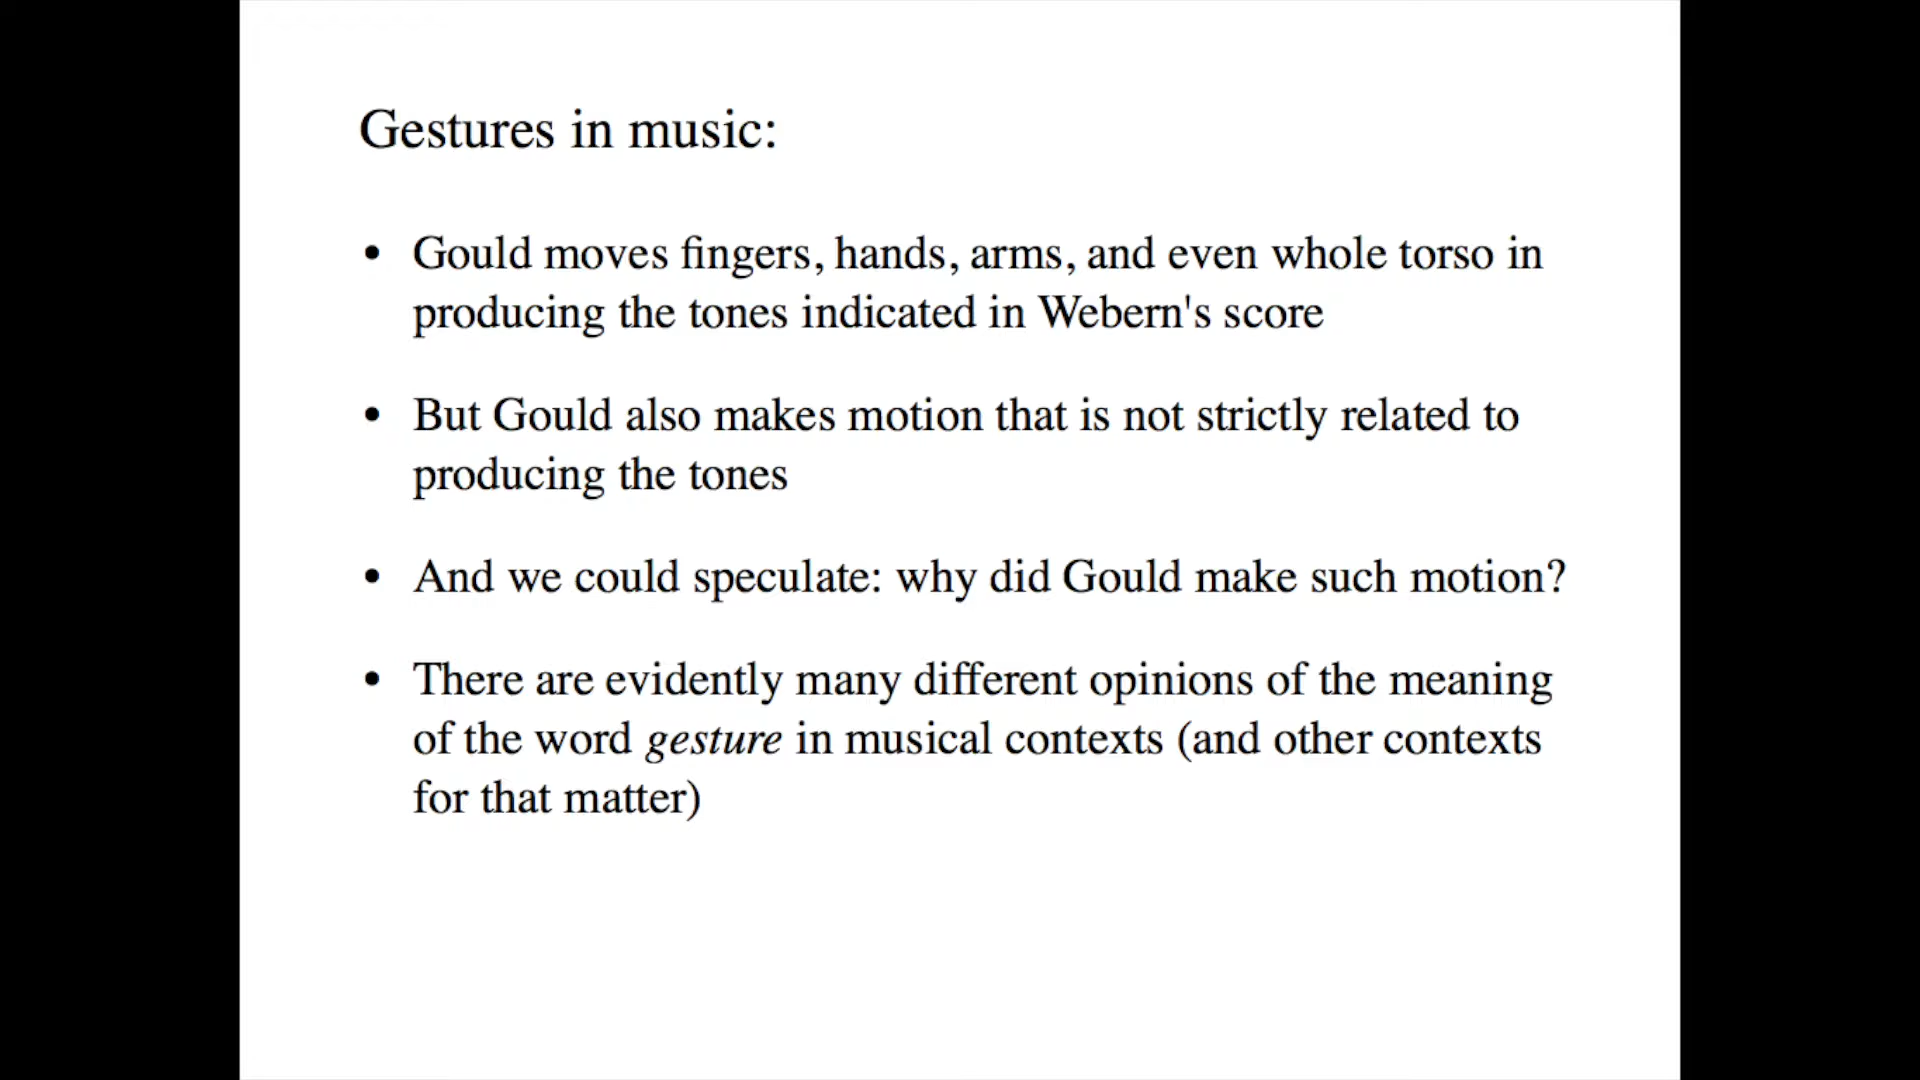 Gestures in music:
• Gould moves fingers, hands, arms, and even whole torso in
producing the tones indicated in Webern's score
• But Gould also makes motion that is not strictly related to
producing the tones
• And we could speculate: why did Gould make such motion?
• There are evidently many different opinions of the meaning
of the word gesture in musical contexts (and other contexts
for that matter)